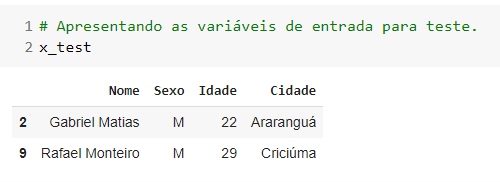 1 # Apresentando as variáveis de entrada para teste.
2 x_test
Nome Sexo Idade Cidade
2 Gabriel Matias M 22 Araranguá
9 Rafael Monteiro M 29 Criciúma